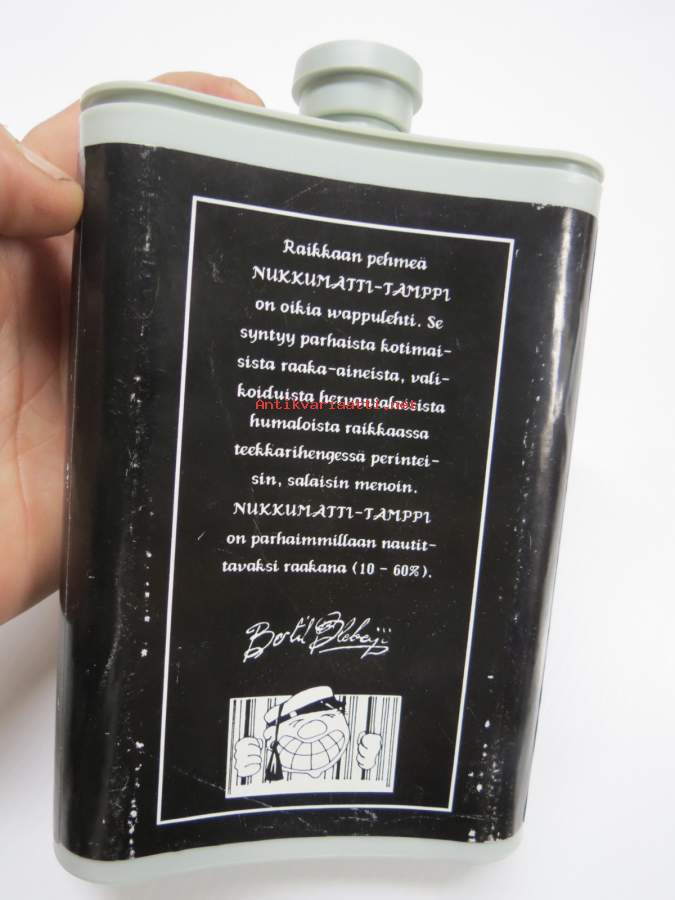 Raikkaan pehmeä
NUKKUMATTI-TAMPPI
on oikia wappulehti. Se
syntyy parhaista kotimai-
sista raaka-aineista, vali-
koiduista hervantalaisista
Antikvariaatti.net
humaloista raikkaassa
teekkarihengessä perintei-
sin, salaisin menoin.
NUKKUMATTI-TAMPPI
on parhaimmillaan nautit-
tavaksi raakana (10 - 60%).
Bertil